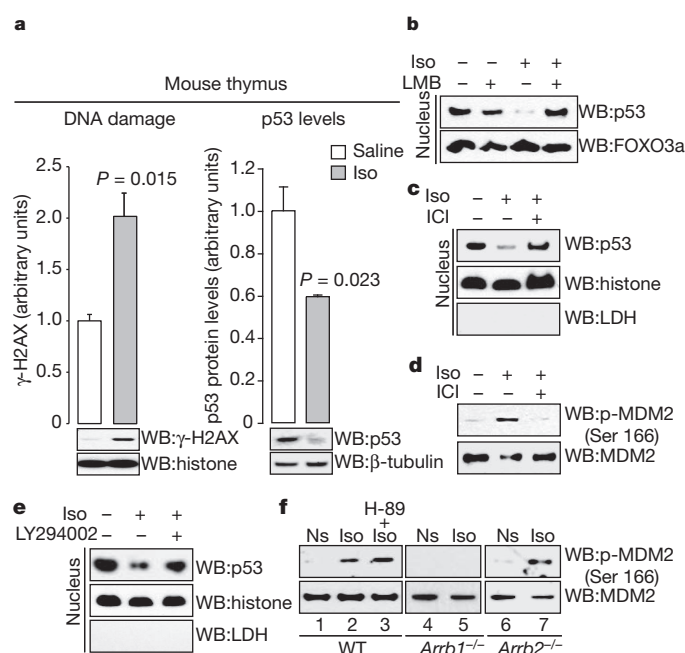 a
Mouse thymus
DNA damage
p53 levels
Saline
Iso
γ-H2AX (arbitrary units)
2.5
2.0
1.5
1.0
0.5
0
P = 0.015
p53 protein levels (arbitrary units)
1.2
1.0
0.8
0.6
0.4
0.2
0
P = 0.023
WB:γ-H2AX
WB:histone
WB:p53
WB:β-tubulin
b
Iso – – + +
LMB – + – +
Nucleus
WB:p53
WB:FOXO3a
c
Iso – + +
ICI – – +
Nucleus
WB:p53
WB:histone
WB:LDH
d
Iso – + +
ICI – – +
WB:p-MDM2
(Ser 166)
WB:MDM2
e
Iso – + +
LY294002 – – +
Nucleus
WB:p53
WB:histone
WB:LDH
f
H-89
+
Ns Iso Iso Ns Iso Ns Iso
WB:p-MDM2
(Ser 166)
WB:MDM2
1 2 3 4 5 6 7
WT Arrb1–/– Arrb2–/–